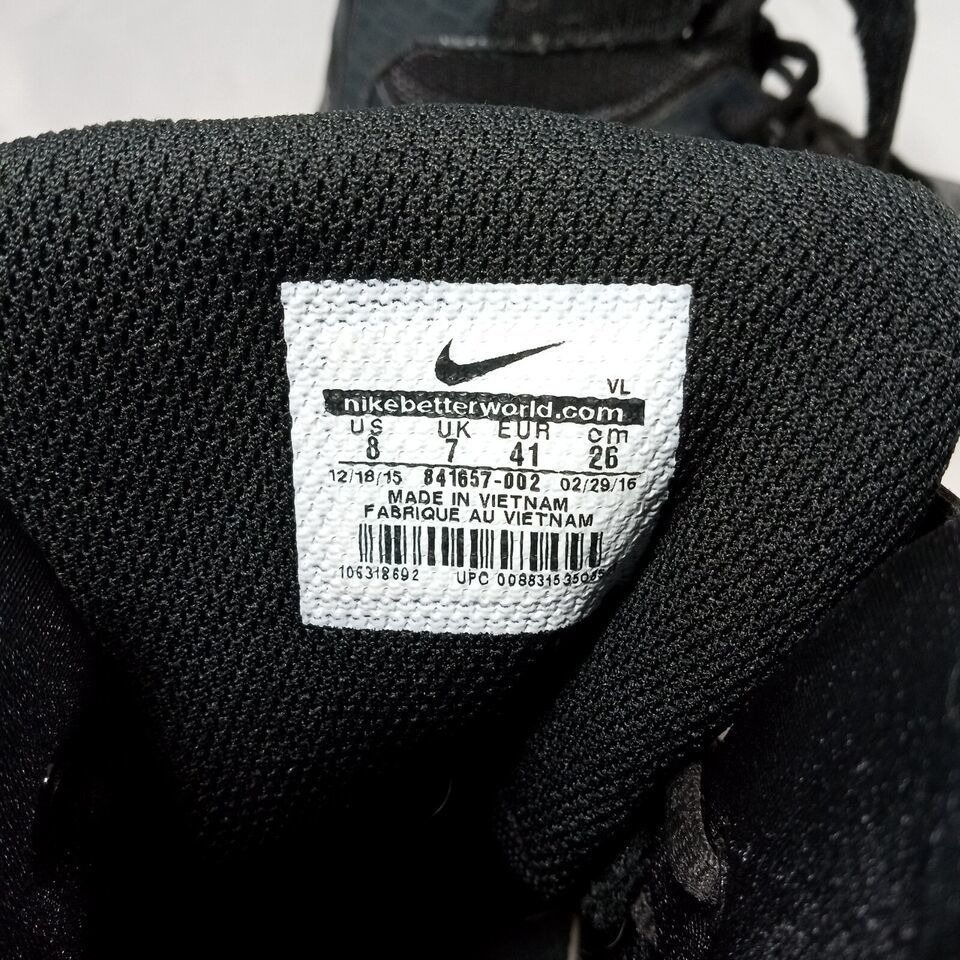 VL
nikebetterworld.com
US UK EUR cm
8 7 41 26
12/18/15 841657-002 02/29/16
MADE IN VIETNAM
FABRIQUE AU VIETNAM
106318692 UPC